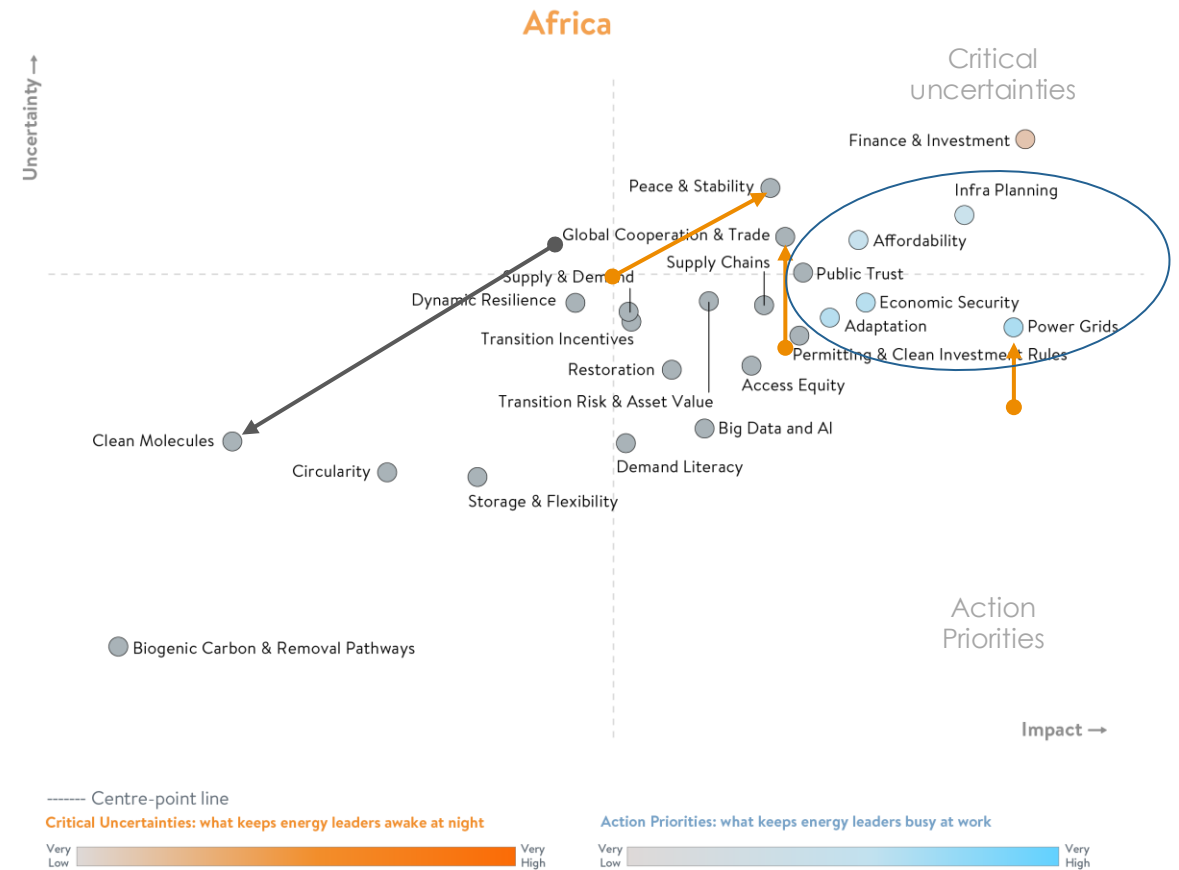 Africa
Uncertainty →
Critical
uncertainties
Finance & Investment
Peace & Stability
Infra Planning
Global Cooperation & Trade
Affordability
Supply Chains
Supply & Demand
Public Trust
Dynamic Resilience
Economic Security
Adaptation
Power Grids
Transition Incentives
Permitting & Clean Investment Rules
Restoration
Access Equity
Transition Risk & Asset Value
Big Data and AI
Clean Molecules
Circularity
Demand Literacy
Storage & Flexibility
Action
Priorities
Biogenic Carbon & Removal Pathways
Impact →
------- Centre-point line
Critical Uncertainties: what keeps energy leaders awake at night
Very
Low
Very
High
Action Priorities: what keeps energy leaders busy at work
Very
Low
Very
High